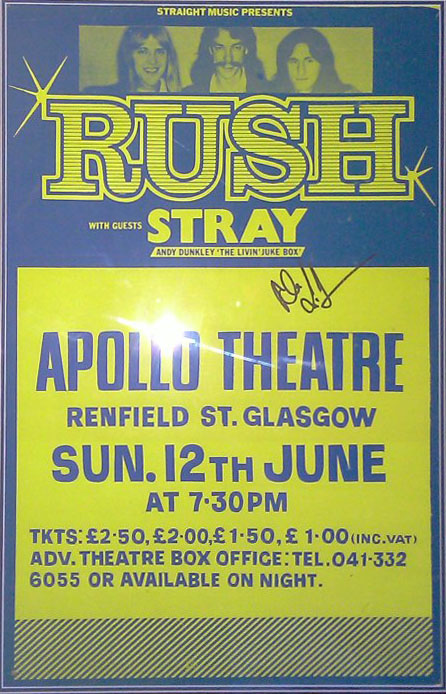 STRAIGHT MUSIC PRESENTS
RUSH
WITH GUESTS STRAY
ANDY DUNKLEY 'THE LIVIN' JUKE BOX'
APOLLO THEATRE
RENFIELD ST. GLASGOW
SUN. 12TH JUNE
AT 7·30PM
TKTS: £2·50, £2·00, £1·50, £1·00 (INC. VAT)
ADV. THEATRE BOX OFFICE: TEL. 041·332
6055 OR AVAILABLE ON NIGHT.